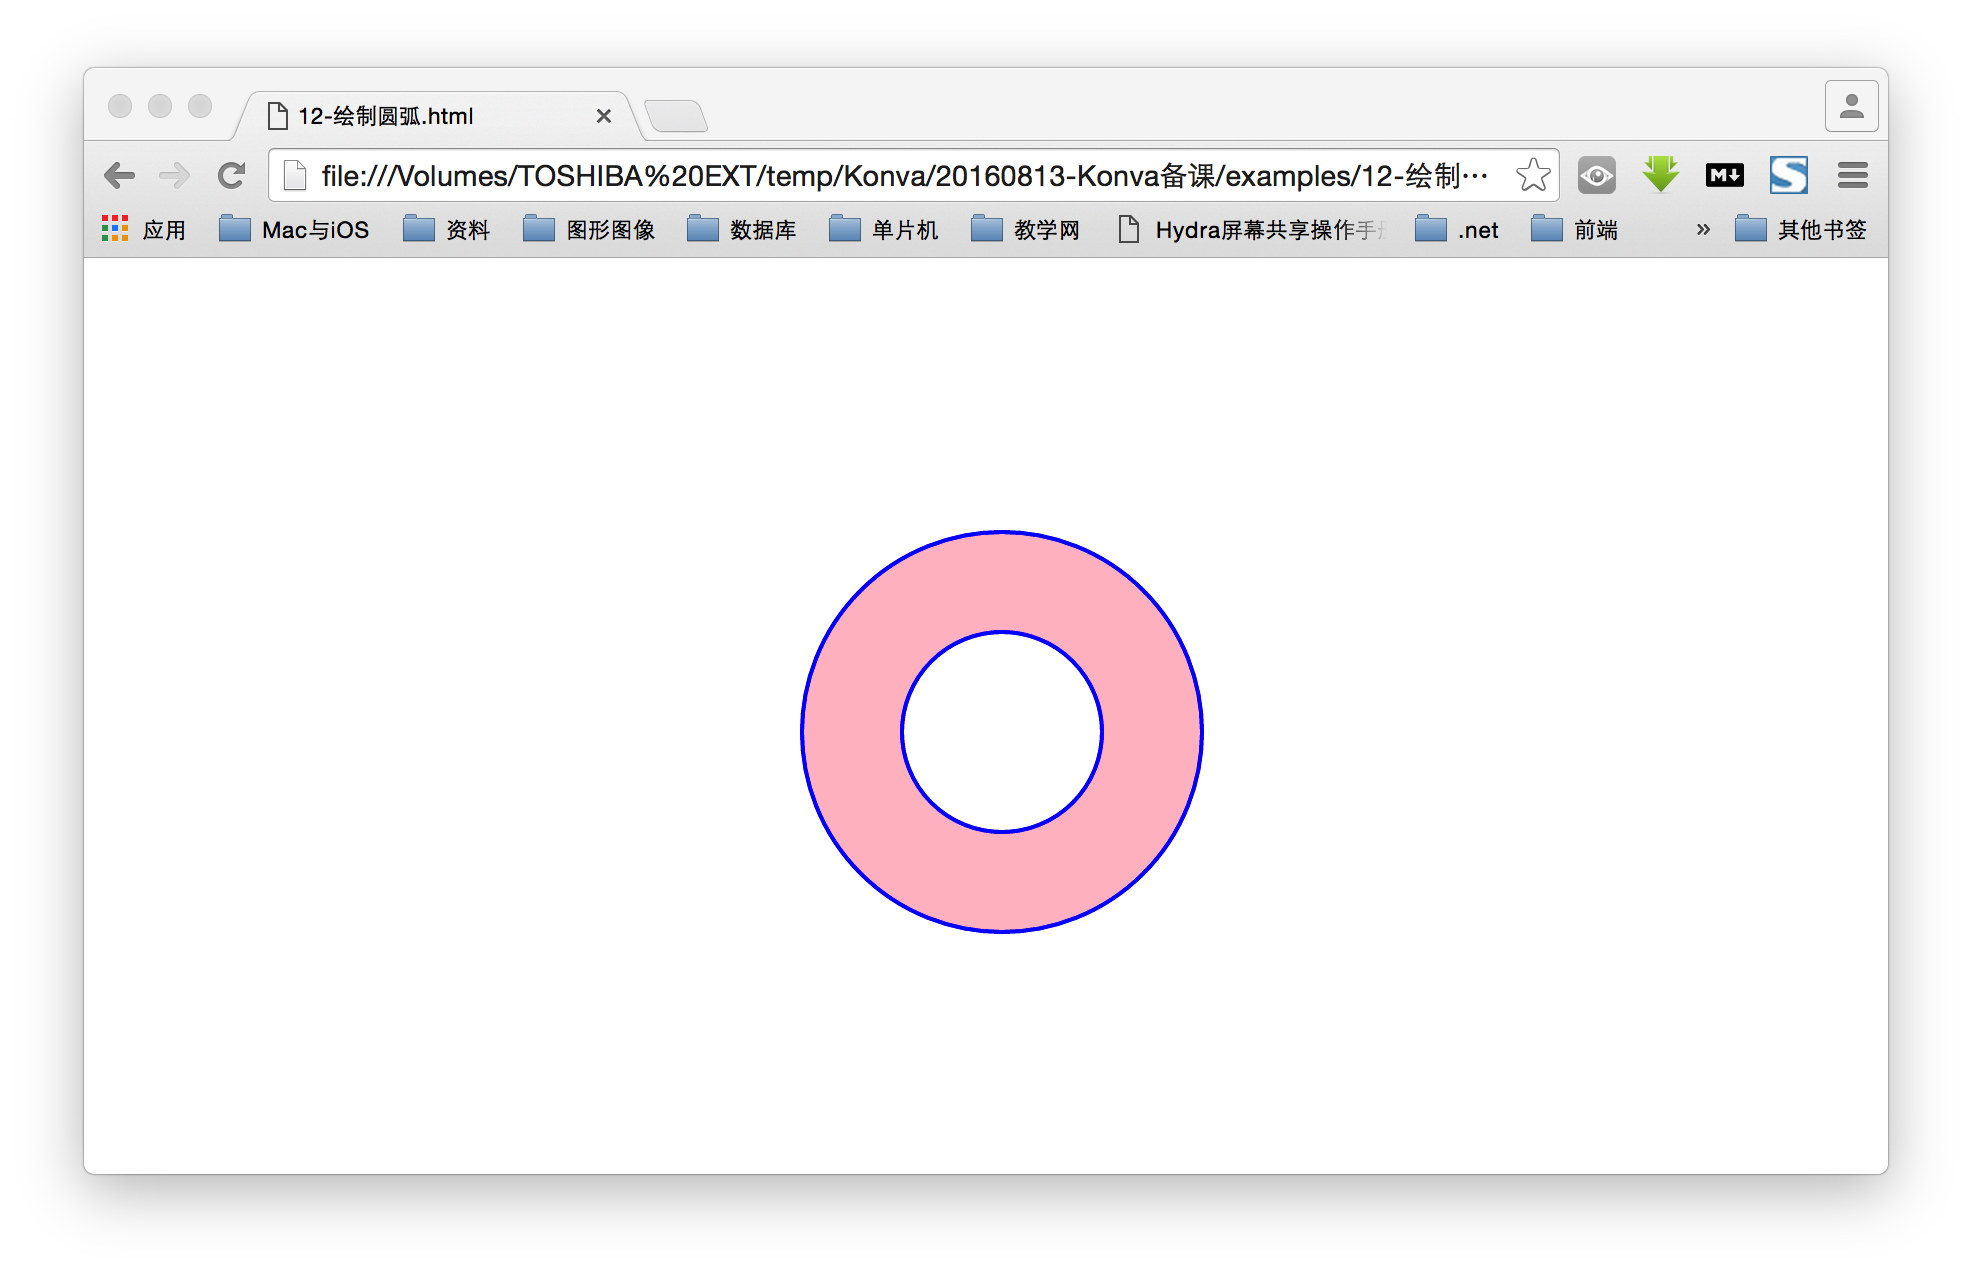 12-绘制圆弧.html
file:///Volumes/TOSHIBA%20EXT/temp/Konva/20160813-Konva备课/examples/12-绘制…
M↓
S
应用 Mac与iOS 资料 图形图像 数据库 单片机 教学网 Hydra屏幕共享操作手册 .net 前端 » 其他书签